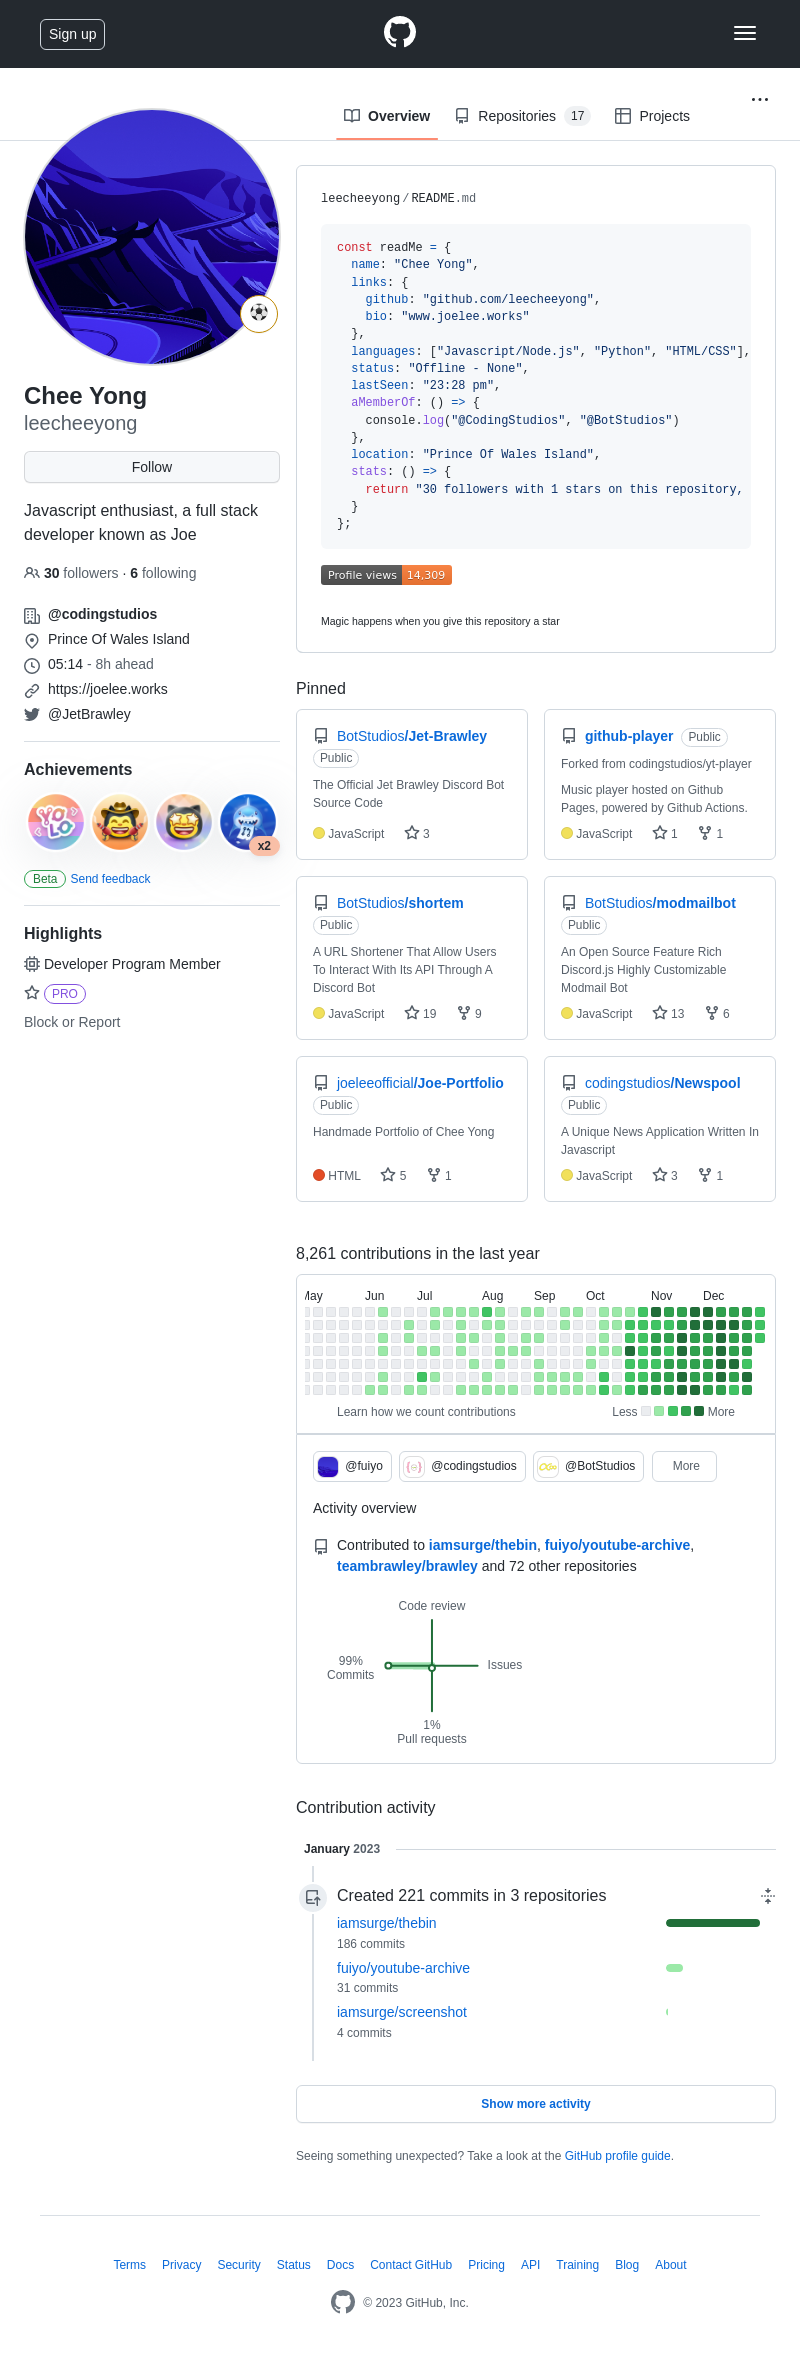 Sign up
Overview
Repositories 17
Projects
Chee Yong
leecheeyong
Follow
Javascript enthusiast, a full stack
developer known as Joe
30 followers · 6 following
@codingstudios
Prince Of Wales Island
05:14 - 8h ahead
https://joelee.works
@JetBrawley
Achievements
YOLO
x2
Beta Send feedback
Highlights
Developer Program Member
PRO
Block or Report
leecheeyong/README.md
const readMe = {
name: "Chee Yong",
links: {
github: "github.com/leecheeyong",
bio: "www.joelee.works"
},
languages: ["Javascript/Node.js", "Python", "HTML/CSS"],
status: "Offline - None",
lastSeen: "23:28 pm",
aMemberOf: () => {
console.log("@CodingStudios", "@BotStudios")
},
location: "Prince Of Wales Island",
stats: () => {
return "30 followers with 1 stars on this repository,
}
};
Profile views 14,309
Magic happens when you give this repository a star
Pinned
BotStudios/Jet-Brawley
Public
The Official Jet Brawley Discord Bot
Source Code
JavaScript 3
github-player Public
Forked from codingstudios/yt-player
Music player hosted on Github
Pages, powered by Github Actions.
JavaScript 1 1
BotStudios/shortem
Public
A URL Shortener That Allow Users
To Interact With Its API Through A
Discord Bot
JavaScript 19 9
BotStudios/modmailbot
Public
An Open Source Feature Rich
Discord.js Highly Customizable
Modmail Bot
JavaScript 13 6
joeleeofficial/Joe-Portfolio
Public
Handmade Portfolio of Chee Yong
HTML 5 1
codingstudios/Newspool
Public
A Unique News Application Written In
Javascript
JavaScript 3 1
8,261 contributions in the last year
May Jun Jul Aug Sep Oct Nov Dec
Learn how we count contributions
Less More
@fuiyo @codingstudios @BotStudios More
Activity overview
Contributed to iamsurge/thebin, fuiyo/youtube-archive,
teambrawley/brawley and 72 other repositories
Code review
99%
Commits
Issues
1%
Pull requests
Contribution activity
January 2023
Created 221 commits in 3 repositories
iamsurge/thebin
186 commits
fuiyo/youtube-archive
31 commits
iamsurge/screenshot
4 commits
Show more activity
Seeing something unexpected? Take a look at the GitHub profile guide.
Terms Privacy Security Status Docs Contact GitHub Pricing API Training Blog About
© 2023 GitHub, Inc.